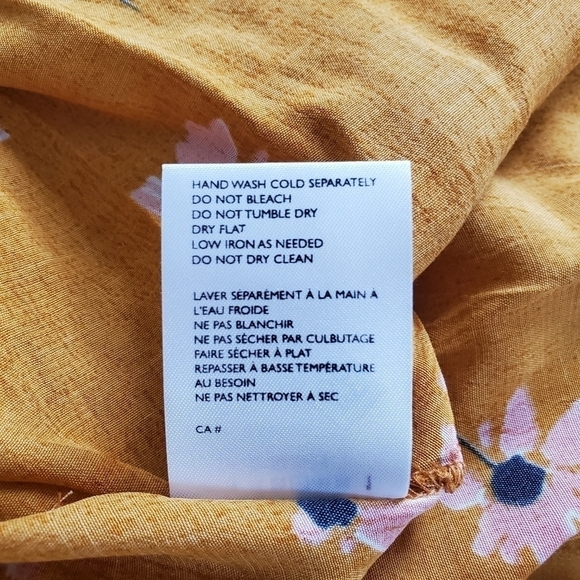 HAND WASH COLD SEPARATELY
DO NOT BLEACH
DO NOT TUMBLE DRY
DRY FLAT
LOW IRON AS NEEDED
DO NOT DRY CLEAN
LAVER SÉPARÉMENT À LA MAIN À
L'EAU FROIDE
NE PAS BLANCHIR
NE PAS SÉCHER PAR CULBUTAGE
FAIRE SÉCHER À PLAT
REPASSER À BASSE TEMPÉRATURE
AU BESOIN
NE PAS NETTROYER À SEC
CA #